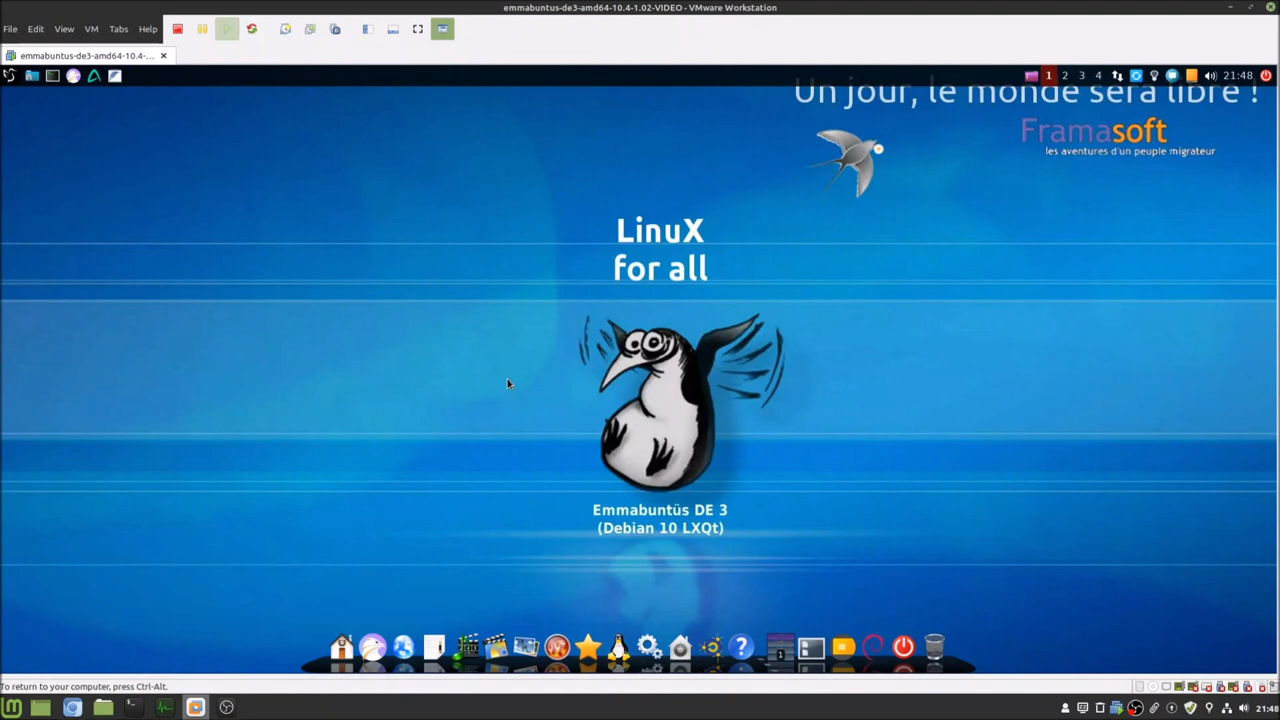 emmabuntus-de3-amd64-10.4-1.02-VIDEO - VMware Workstation
File Edit View VM Tabs Help
emmabuntus-de3-amd64-10.4-...
1 2 3 4 21:48
Un jour, le monde sera libre !
Framasoft
les aventures d'un peuple migrateur
LinuX
for all
Emmabuntüs DE 3
(Debian 10 LXQt)
1
To return to your computer, press Ctrl-Alt.
21:48